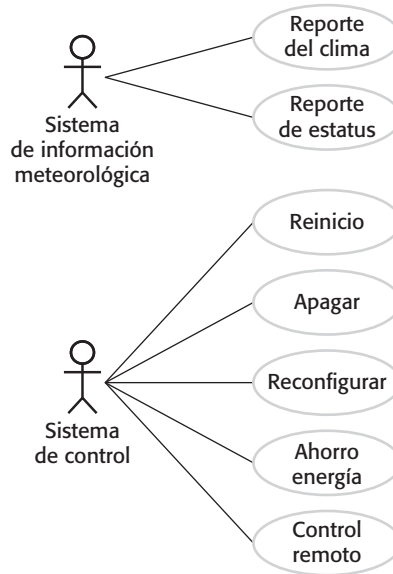 Reporte
del clima
Reporte
de estatus
Sistema
de información
meteorológica
Reinicio
Apagar
Reconfigurar
Ahorro
energía
Control
remoto
Sistema
de control